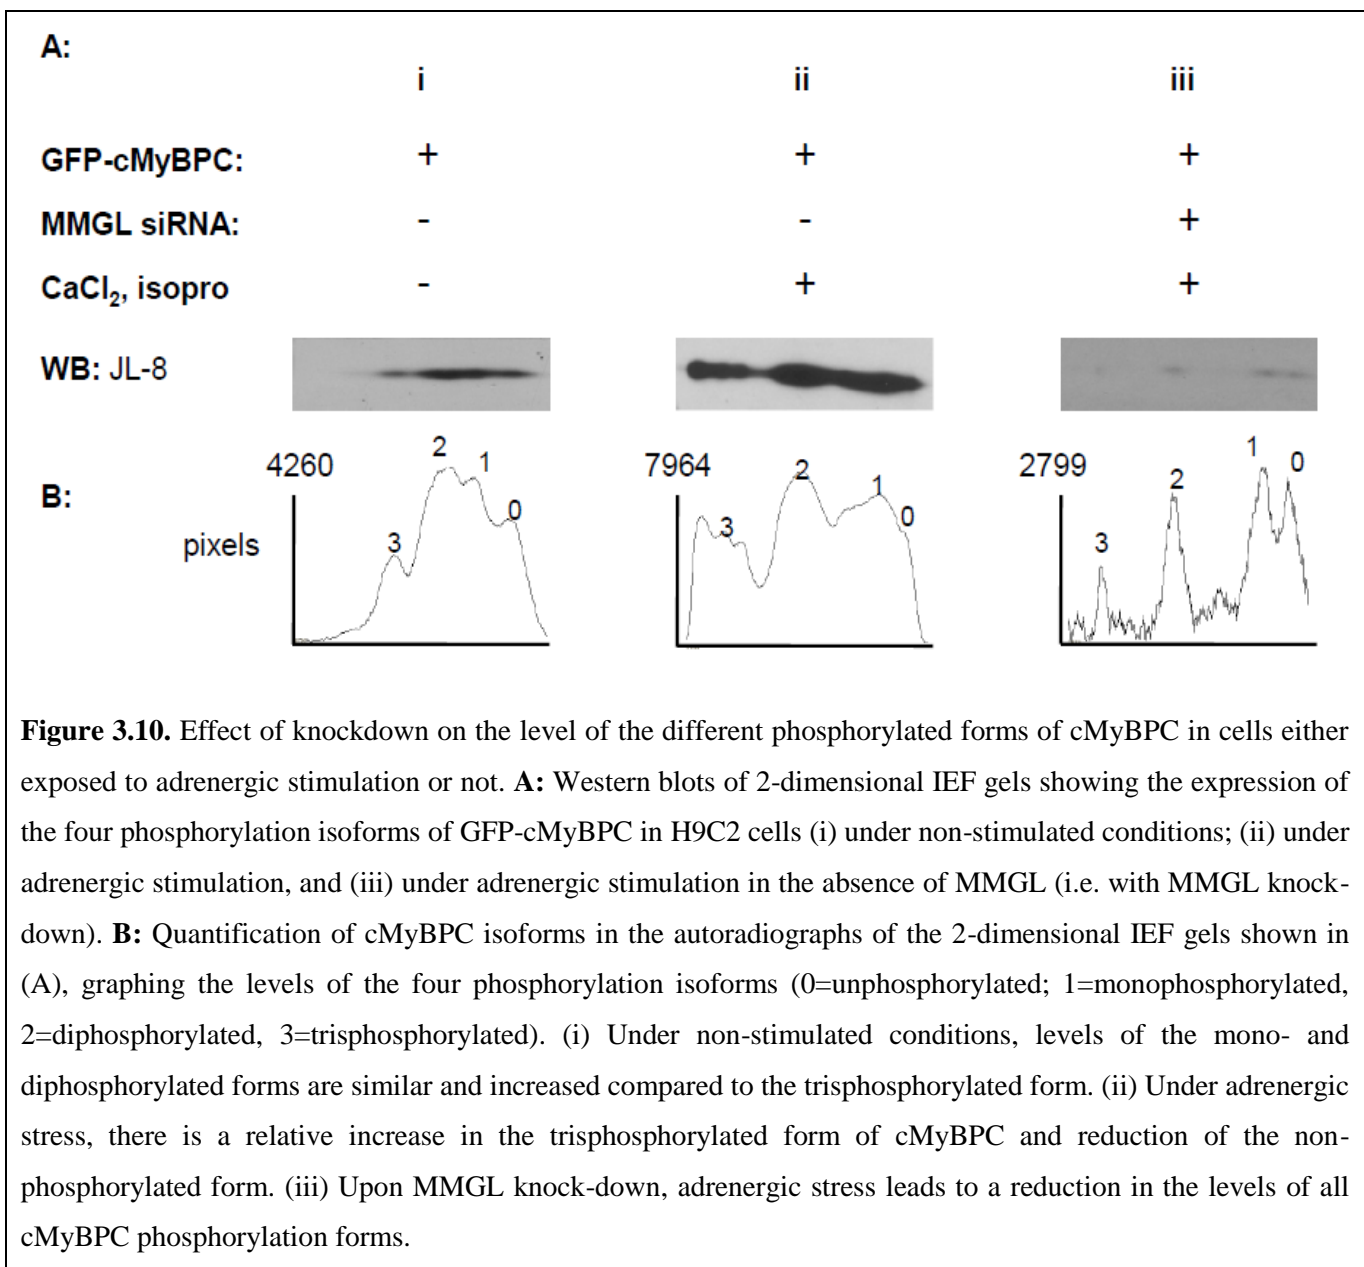 A:
i ii iii
GFP-cMyBPC: + + +
MMGL siRNA: - - +
CaCl₂, isopro - + +
WB: JL-8
B:
pixels
4260 3 2 1 0
7964 3 2 1 0
2799 3 2 1 0
Figure 3.10. Effect of knockdown on the level of the different phosphorylated forms of cMyBPC in cells either
exposed to adrenergic stimulation or not. A: Western blots of 2-dimensional IEF gels showing the expression of
the four phosphorylation isoforms of GFP-cMyBPC in H9C2 cells (i) under non-stimulated conditions; (ii) under
adrenergic stimulation, and (iii) under adrenergic stimulation in the absence of MMGL (i.e. with MMGL knock-
down). B: Quantification of cMyBPC isoforms in the autoradiographs of the 2-dimensional IEF gels shown in
(A), graphing the levels of the four phosphorylation isoforms (0=unphosphorylated; 1=monophosphorylated,
2=diphosphorylated, 3=trisphosphorylated). (i) Under non-stimulated conditions, levels of the mono- and
diphosphorylated forms are similar and increased compared to the trisphosphorylated form. (ii) Under adrenergic
stress, there is a relative increase in the trisphosphorylated form of cMyBPC and reduction of the non-
phosphorylated form. (iii) Upon MMGL knock-down, adrenergic stress leads to a reduction in the levels of all
cMyBPC phosphorylation forms.